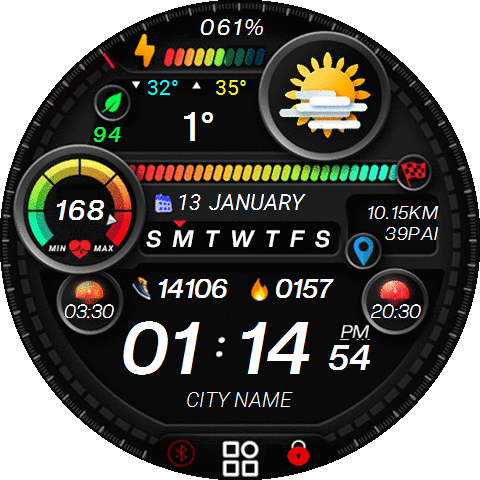 061%
32° 35°
1°
94
168
MIN MAX
13 JANUARY
S M T W T F S
10.15KM
39PAI
14106 0157
03:30
20:30
01:14 PM
54
CITY NAME